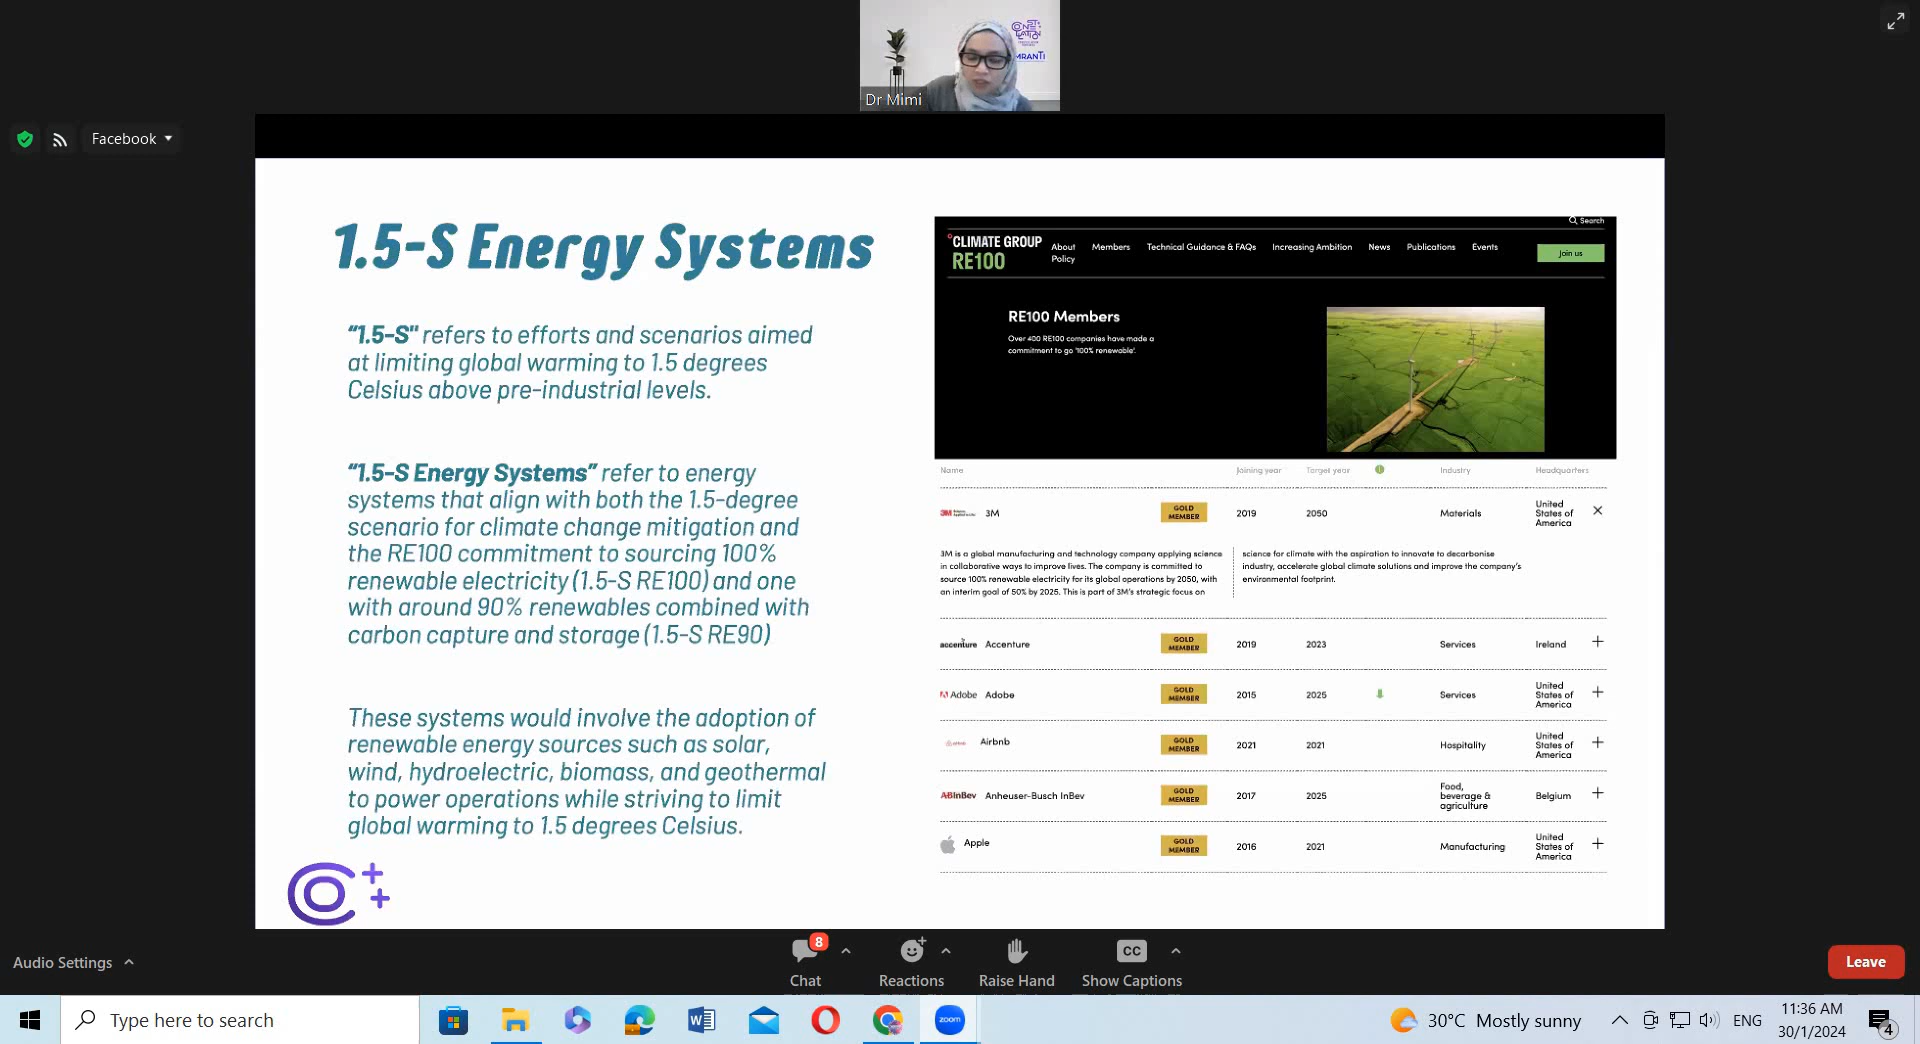 MRANTI
Dr Mimi
Facebook
1.5-S Energy Systems
“1.5-S" refers to efforts and scenarios aimed
at limiting global warming to 1.5 degrees
Celsius above pre-industrial levels.
“1.5-S Energy Systems” refer to energy
systems that align with both the 1.5-degree
scenario for climate change mitigation and
the RE100 commitment to sourcing 100%
renewable electricity (1.5-S RE100) and one
with around 90% renewables combined with
carbon capture and storage (1.5-S RE90)
These systems would involve the adoption of
renewable energy sources such as solar,
wind, hydroelectric, biomass, and geothermal
to power operations while striving to limit
global warming to 1.5 degrees Celsius.
Search
°CLIMATE GROUP
RE100
About Members Technical Guidance & FAQs Increasing Ambition News Publications Events
Policy
Join us
RE100 Members
Over 400 RE100 companies have made a
commitment to go '100% renewable'.
Name Joining year Target year Industry Headquarters
3M 3M GOLD MEMBER 2019 2050 Materials United States of America
3M is a global manufacturing and technology company applying science
in collaborative ways to improve lives. The company is committed to
source 100% renewable electricity for its global operations by 2050, with
an interim goal of 50% by 2025. This is part of 3M's strategic focus on
science for climate with the aspiration to innovate to decarbonise
industry, accelerate global climate solutions and improve the company's
environmental footprint.
accenture Accenture GOLD MEMBER 2019 2023 Services Ireland
Adobe Adobe GOLD MEMBER 2015 2025 Services United States of America
airbnb Airbnb GOLD MEMBER 2021 2021 Hospitality United States of America
ABInBev Anheuser-Busch InBev GOLD MEMBER 2017 2025 Food, beverage & agriculture Belgium
Apple GOLD MEMBER 2016 2021 Manufacturing United States of America
Audio Settings
8
Chat
Reactions
Raise Hand
CC
Show Captions
Leave
Type here to search
zoom
30°C Mostly sunny
ENG
11:36 AM
30/1/2024
4